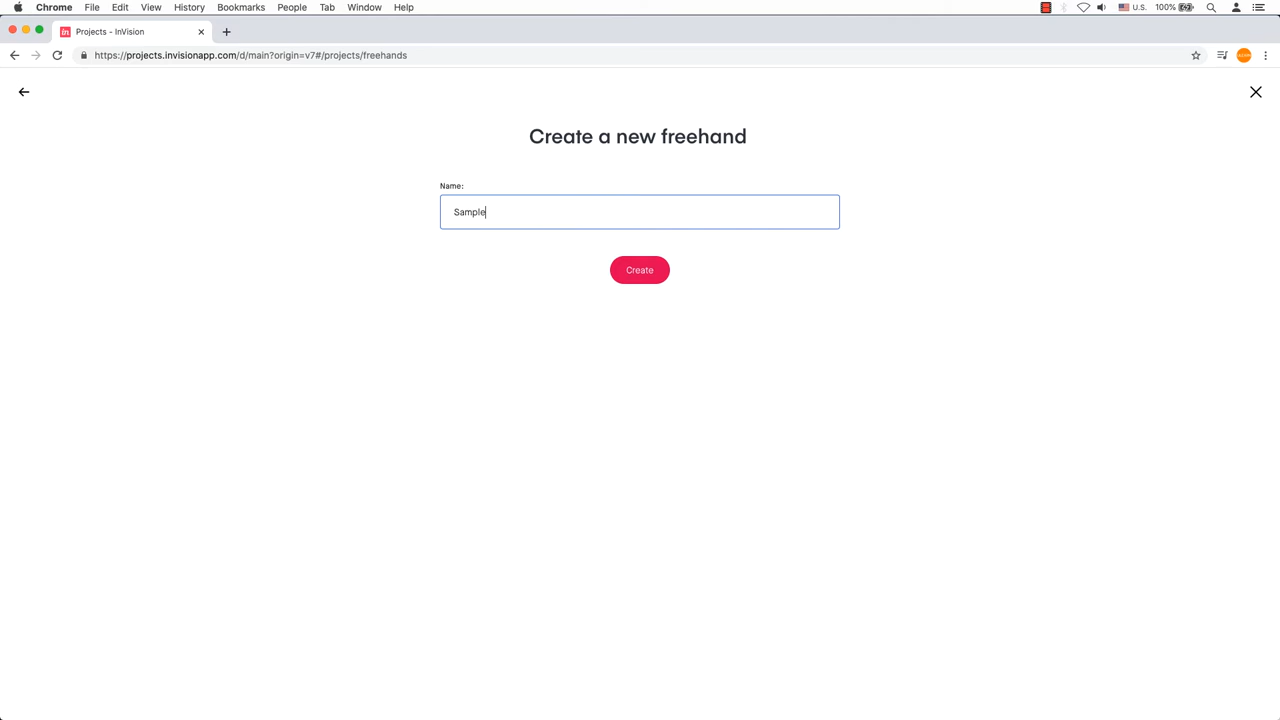 Chrome File Edit View History Bookmarks People Tab Window Help U.S. 100%
in Projects - InVision
https://projects.invisionapp.com/d/main?origin=v7#/projects/freehands
Create a new freehand
Name:
Sample
Create